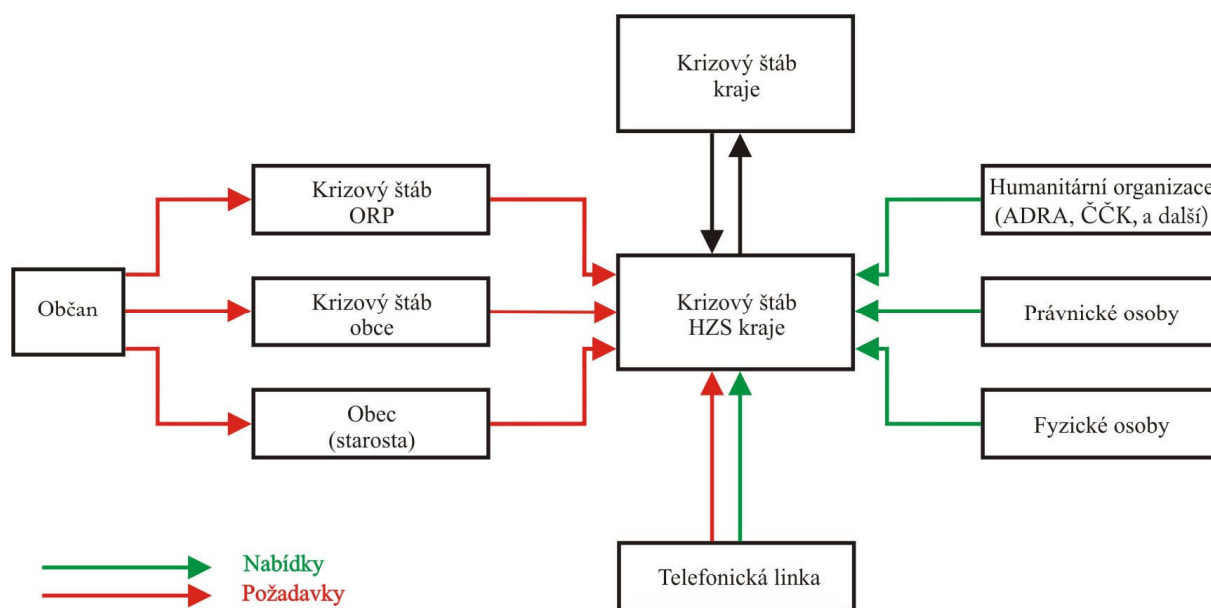 Krizový štáb
kraje
Krizový štáb
ORP
Humanitární organizace
(ADRA, ČČK, a další)
Občan
Krizový štáb
obce
Krizový štáb
HZS kraje
Právnické osoby
Obec
(starosta)
Fyzické osoby
Nabídky
Požadavky
Telefonická linka